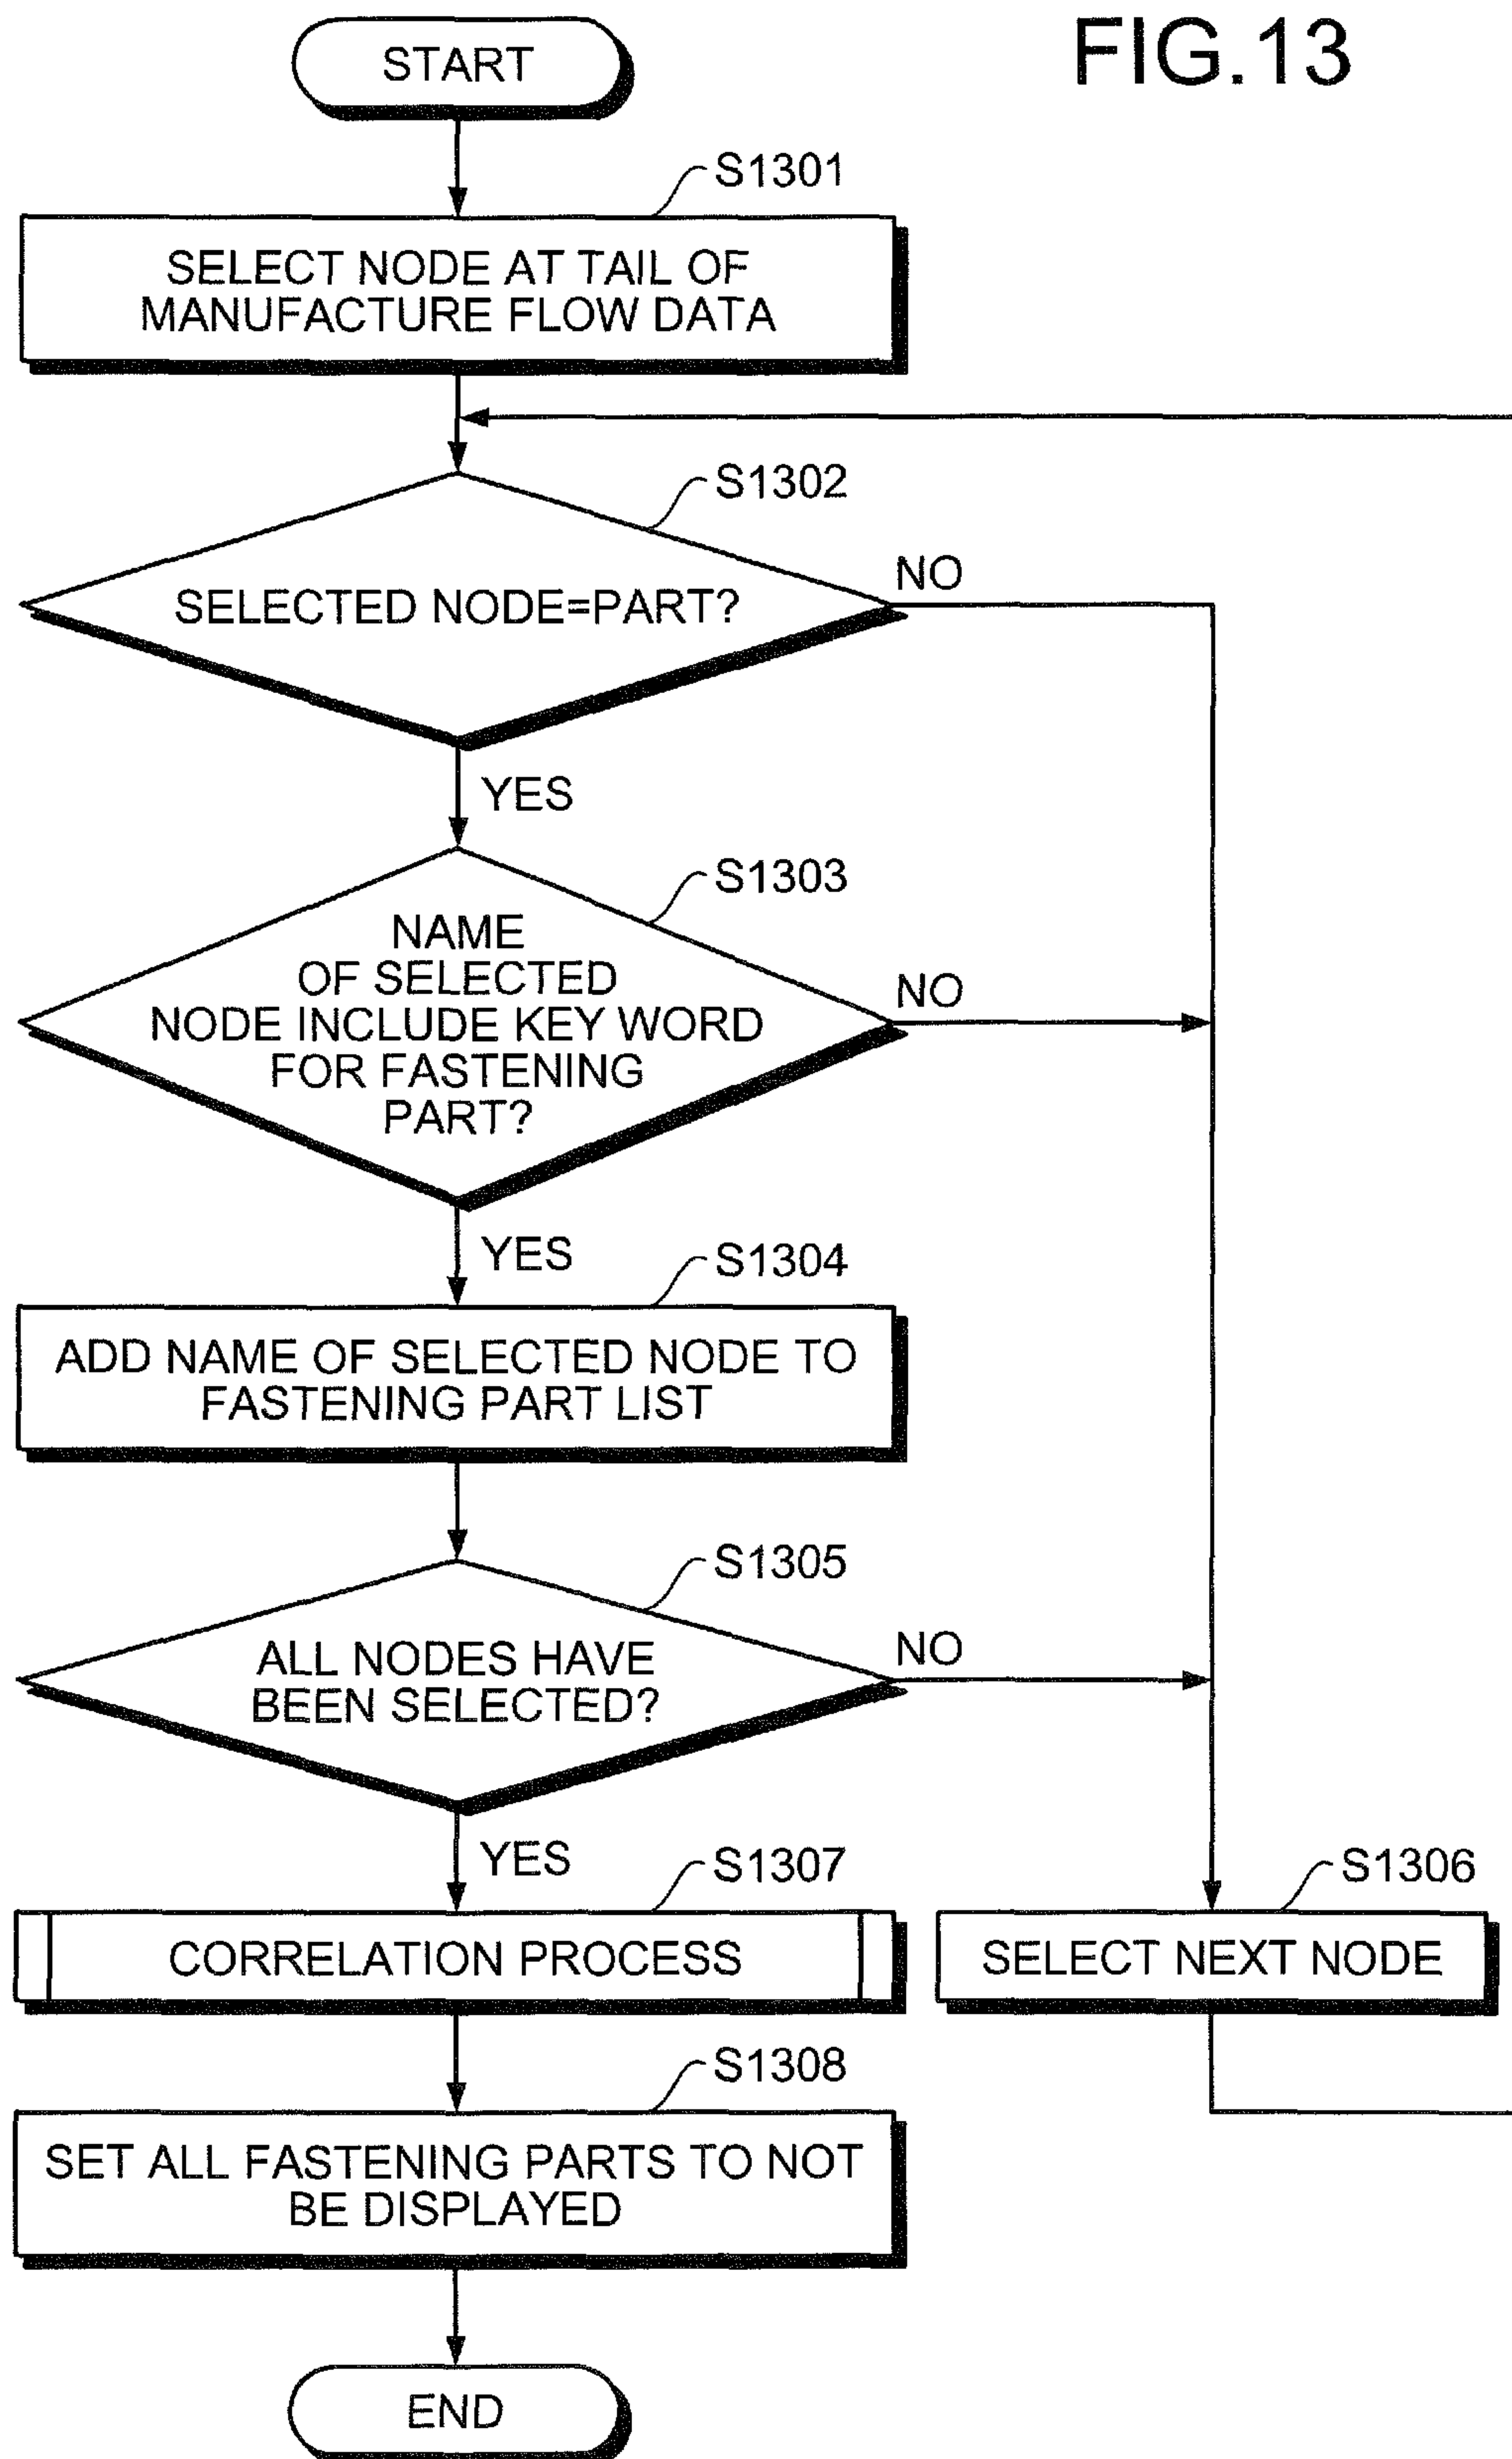 FIG.13
START
S1301
SELECT NODE AT TAIL OF
MANUFACTURE FLOW DATA
S1302
SELECTED NODE=PART?
NO
YES
S1303
NAME
OF SELECTED
NODE INCLUDE KEY WORD
FOR FASTENING
PART?
NO
YES
S1304
ADD NAME OF SELECTED NODE TO
FASTENING PART LIST
S1305
ALL NODES HAVE
BEEN SELECTED?
NO
YES
S1307
CORRELATION PROCESS
S1306
SELECT NEXT NODE
S1308
SET ALL FASTENING PARTS TO NOT
BE DISPLAYED
END